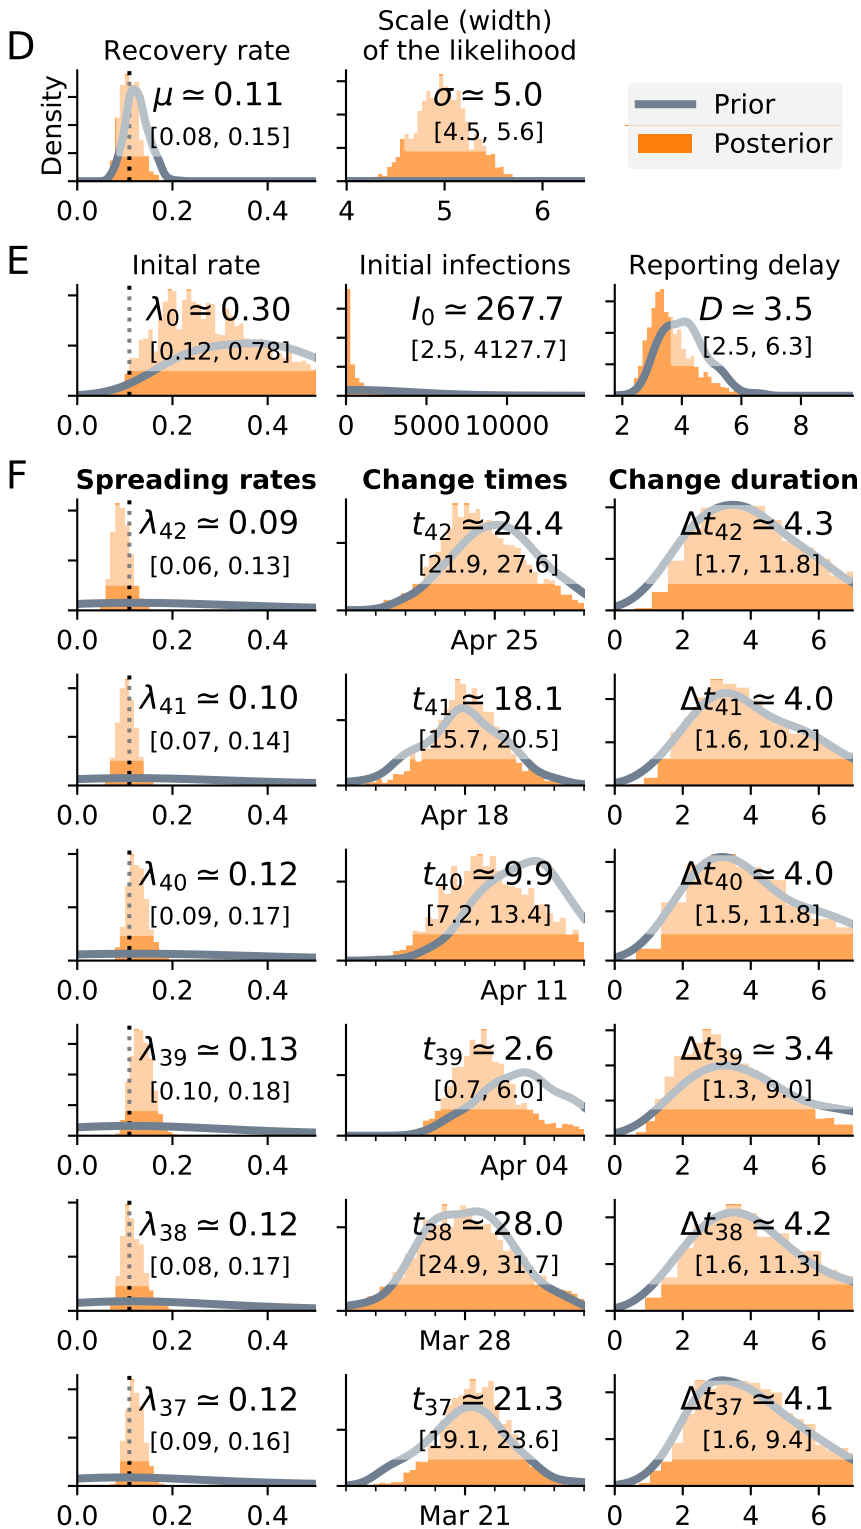 D
Recovery rate
Scale (width)
of the likelihood
Density
μ ≃ 0.11
[0.08, 0.15]
σ ≃ 5.0
[4.5, 5.6]
Prior
Posterior
0.0 0.2 0.4
4 5 6
E
Inital rate
Initial infections
Reporting delay
λ₀ ≃ 0.30
[0.12, 0.78]
I₀ ≃ 267.7
[2.5, 4127.7]
D ≃ 3.5
[2.5, 6.3]
0.0 0.2 0.4
0 5000 10000
2 4 6 8
F
Spreading rates
Change times
Change duration
λ₄₂ ≃ 0.09
[0.06, 0.13]
t₄₂ ≃ 24.4
[21.9, 27.6]
Δt₄₂ ≃ 4.3
[1.7, 11.8]
0.0 0.2 0.4
Apr 25
0 2 4 6
λ₄₁ ≃ 0.10
[0.07, 0.14]
t₄₁ ≃ 18.1
[15.7, 20.5]
Δt₄₁ ≃ 4.0
[1.6, 10.2]
0.0 0.2 0.4
Apr 18
0 2 4 6
λ₄₀ ≃ 0.12
[0.09, 0.17]
t₄₀ ≃ 9.9
[7.2, 13.4]
Δt₄₀ ≃ 4.0
[1.5, 11.8]
0.0 0.2 0.4
Apr 11
0 2 4 6
λ₃₉ ≃ 0.13
[0.10, 0.18]
t₃₉ ≃ 2.6
[0.7, 6.0]
Δt₃₉ ≃ 3.4
[1.3, 9.0]
0.0 0.2 0.4
Apr 04
0 2 4 6
λ₃₈ ≃ 0.12
[0.08, 0.17]
t₃₈ ≃ 28.0
[24.9, 31.7]
Δt₃₈ ≃ 4.2
[1.6, 11.3]
0.0 0.2 0.4
Mar 28
0 2 4 6
λ₃₇ ≃ 0.12
[0.09, 0.16]
t₃₇ ≃ 21.3
[19.1, 23.6]
Δt₃₇ ≃ 4.1
[1.6, 9.4]
0.0 0.2 0.4
Mar 21
0 2 4 6